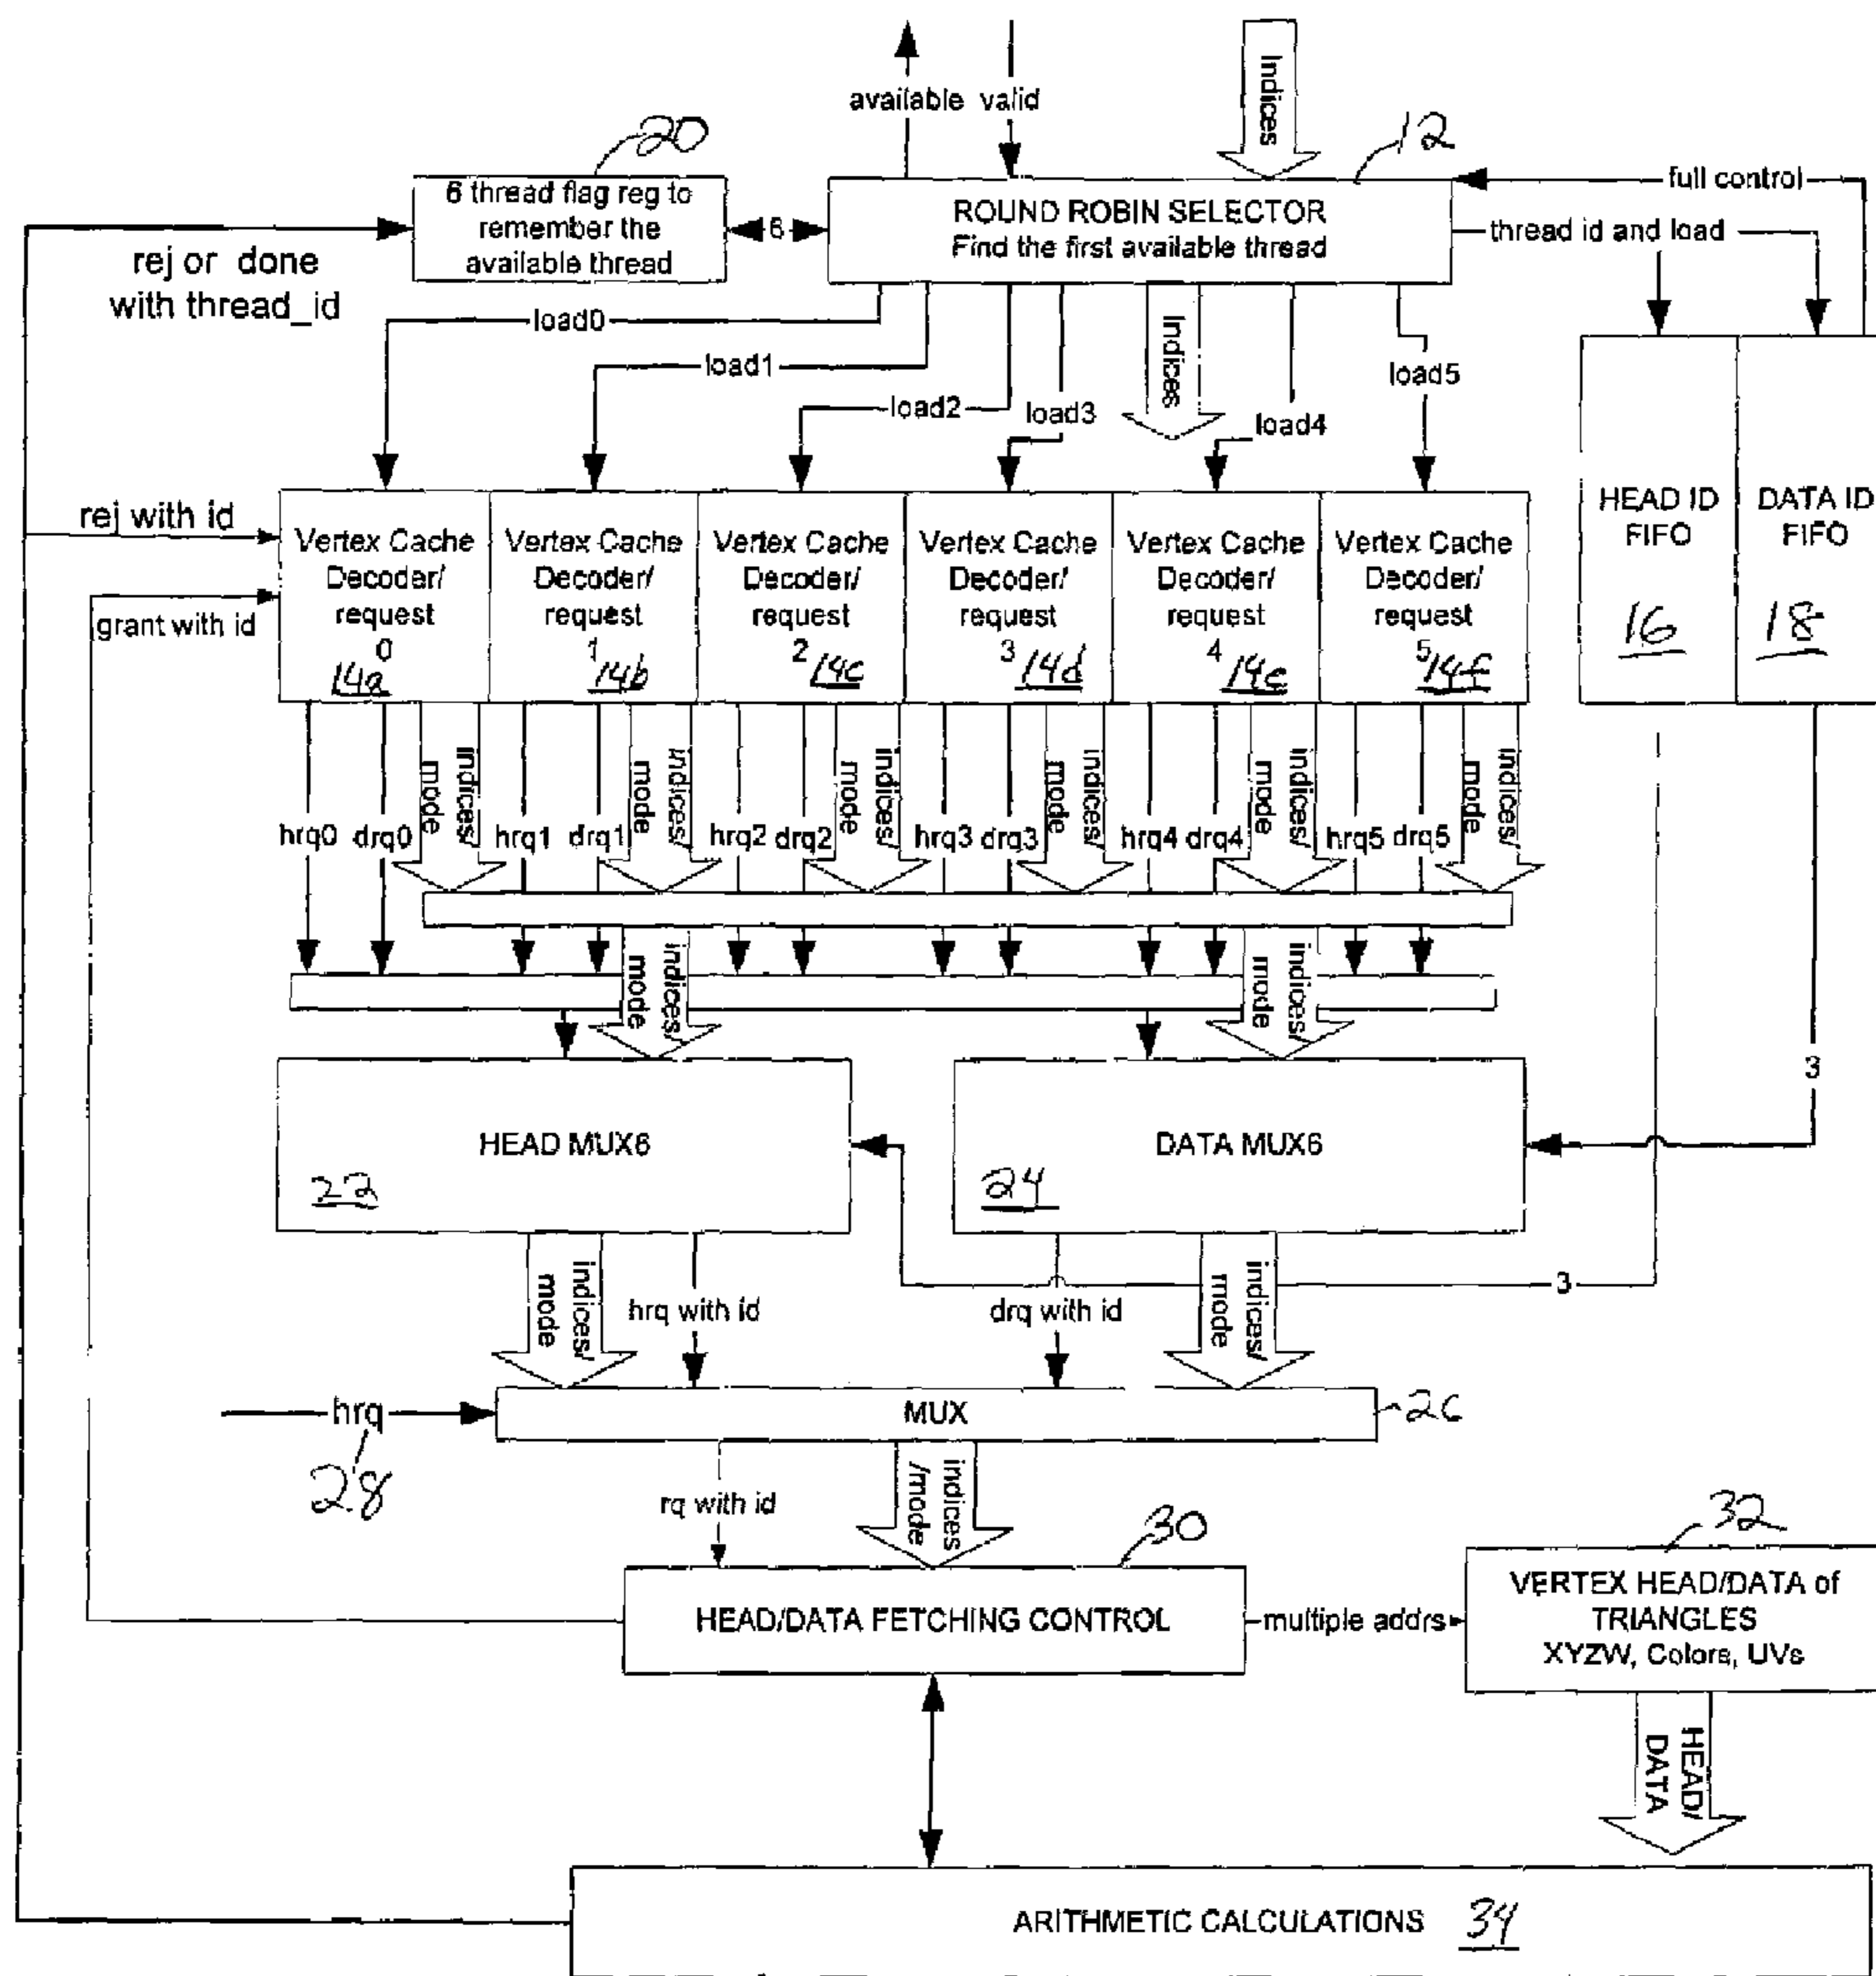 available valid
Indices
20
12
6 thread flag reg to
remember the
available thread
6
ROUND ROBIN SELECTOR
Find the first available thread
full control
thread id and load
rej or done
with thread_id
load0
load1
load2
load3
Indices
load4
load5
rej with id
grant with id
Vertex Cache
Decoder/
request
0
14a
Vertex Cache
Decoder/
request
1
14b
Vertex Cache
Decoder/
request
2
14c
Vertex Cache
Decoder/
request
3
14d
Vertex Cache
Decoder/
request
4
14e
Vertex Cache
Decoder/
request
5
14f
HEAD ID
FIFO
16
DATA ID
FIFO
18
hrq0 drq0
indices/
mode
hrq1 drq1
indices/
mode
hrq2 drq2
indices/
mode
hrq3 drq3
indices/
mode
hrq4 drq4
indices/
mode
hrq5 drq5
indices/
mode
indices/
mode
indices/
mode
3
HEAD MUX6
22
DATA MUX6
24
3
indices/
mode
hrq with id
drq with id
indices/
mode
hrq
28
MUX
26
rq with id
indices
/mode
30
HEAD/DATA FETCHING CONTROL
multiple addrs
32
VERTEX HEAD/DATA of
TRIANGLES
XYZW, Colors, UVs
HEAD/
DATA
ARITHMETIC CALCULATIONS 34